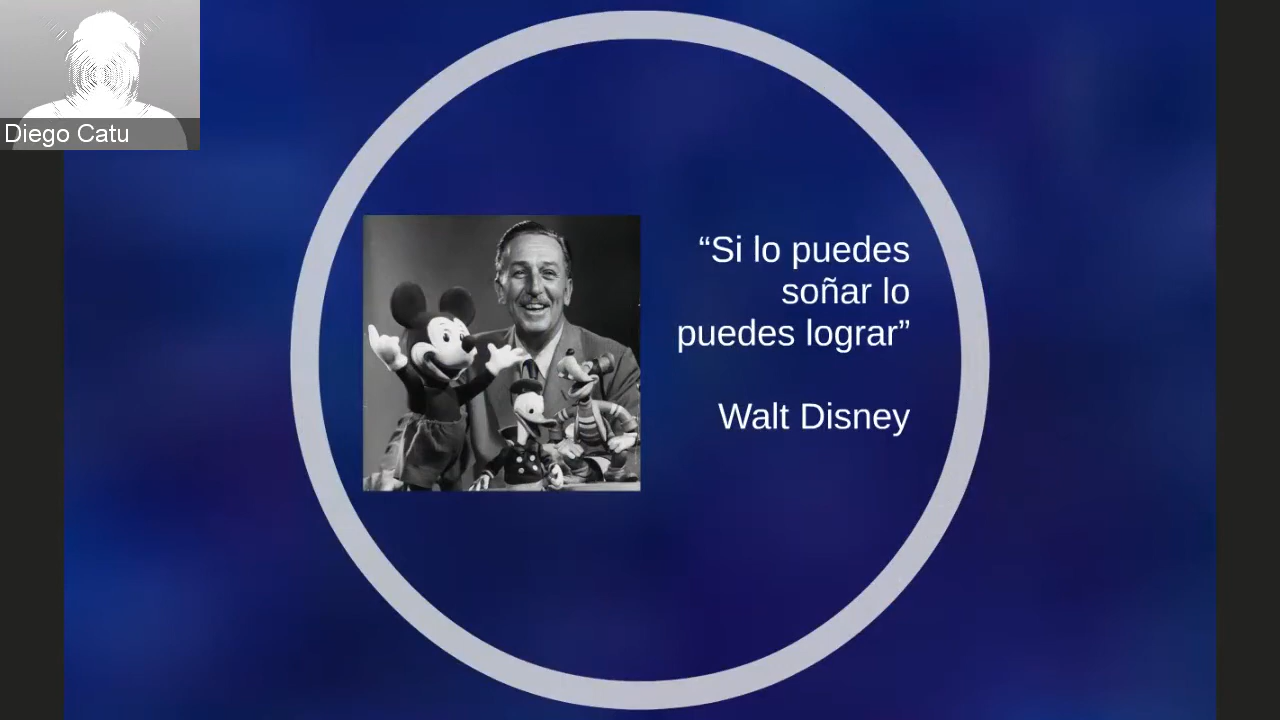 Diego Catu
“Si lo puedes
soñar lo
puedes lograr”
Walt Disney